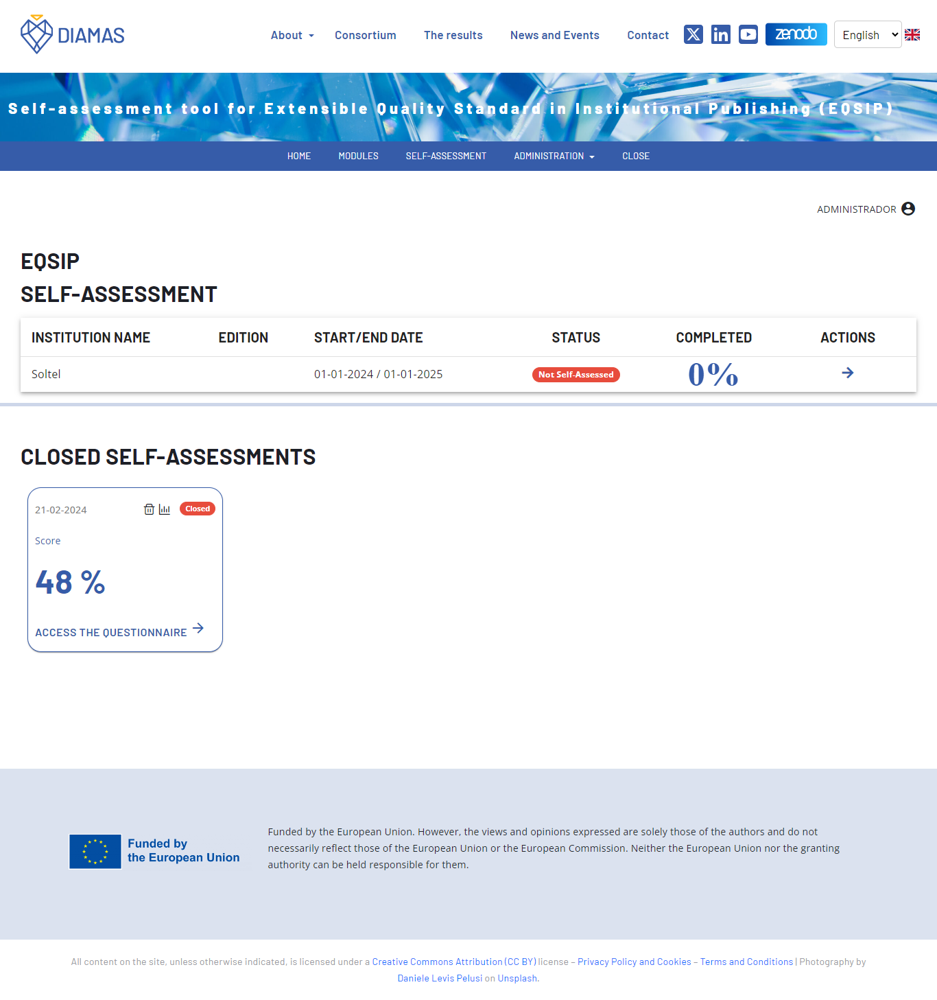 DIAMAS
About
Consortium
The results
News and Events
Contact
zenodo
English
Self-assessment tool for Extensible Quality Standard in Institutional Publishing (EQSIP)
HOME
MODULES
SELF-ASSESSMENT
ADMINISTRATION
CLOSE
ADMINISTRADOR
EQSIP
SELF-ASSESSMENT
INSTITUTION NAME EDITION START/END DATE STATUS COMPLETED ACTIONS
Soltel 01-01-2024 / 01-01-2025 Not Self-Assessed 0%
CLOSED SELF-ASSESSMENTS
21-02-2024 Closed
Score
48 %
ACCESS THE QUESTIONNAIRE
Funded by
the European Union
Funded by the European Union. However, the views and opinions expressed are solely those of the authors and do not
necessarily reflect those of the European Union or the European Commission. Neither the European Union nor the granting
authority can be held responsible for them.
All content on the site, unless otherwise indicated, is licensed under a Creative Commons Attribution (CC BY) license – Privacy Policy and Cookies – Terms and Conditions | Photography by
Daniele Levis Pelusi on Unsplash.